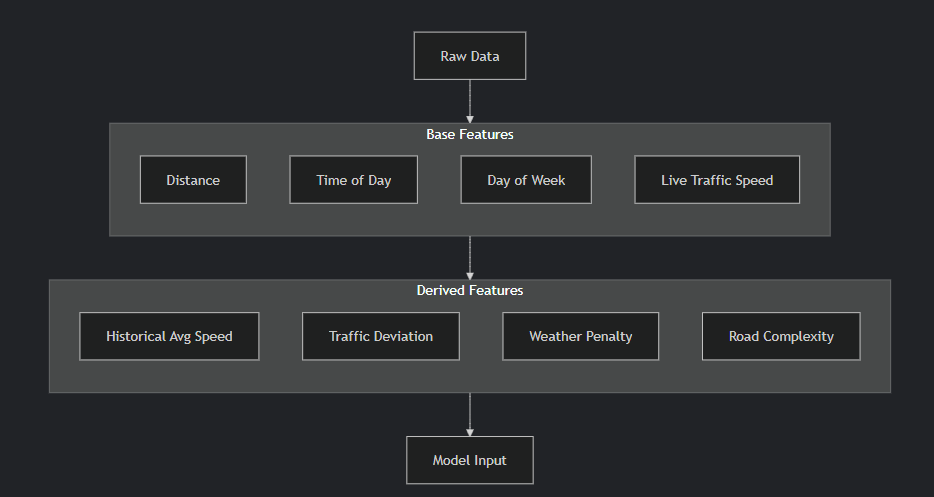 Raw Data
Base Features
Distance
Time of Day
Day of Week
Live Traffic Speed
Derived Features
Historical Avg Speed
Traffic Deviation
Weather Penalty
Road Complexity
Model Input